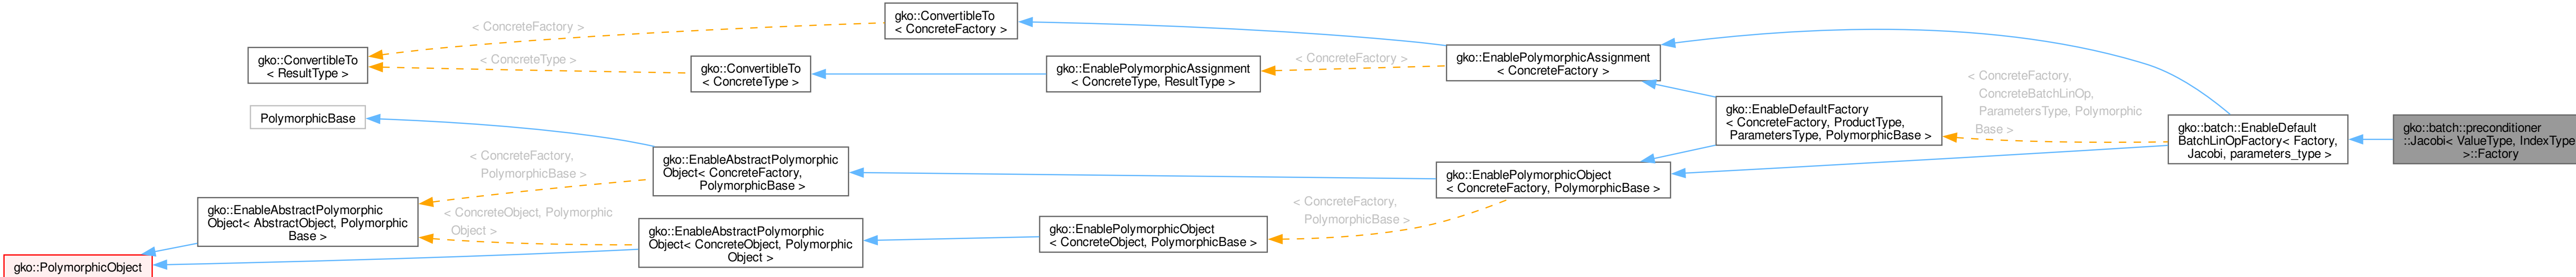 gko::ConvertibleTo
< ConcreteFactory >
< ConcreteFactory >
gko::ConvertibleTo
< ResultType >
< ConcreteType >
gko::ConvertibleTo
< ConcreteType >
gko::EnablePolymorphicAssignment
< ConcreteType, ResultType >
< ConcreteFactory >
gko::EnablePolymorphicAssignment
< ConcreteFactory >
PolymorphicBase
gko::EnableDefaultFactory
< ConcreteFactory, ProductType,
ParametersType, PolymorphicBase >
< ConcreteFactory,
ConcreteBatchLinOp,
ParametersType, Polymorphic
Base >
gko::batch::EnableDefault
BatchLinOpFactory< Factory,
Jacobi, parameters_type >
gko::batch::preconditioner
::Jacobi< ValueType, IndexType
>::Factory
< ConcreteFactory,
PolymorphicBase >
gko::EnableAbstractPolymorphic
Object< ConcreteFactory,
PolymorphicBase >
gko::EnablePolymorphicObject
< ConcreteFactory, PolymorphicBase >
gko::EnableAbstractPolymorphic
Object< AbstractObject, Polymorphic
Base >
< ConcreteObject, Polymorphic
Object >
gko::EnableAbstractPolymorphic
Object< ConcreteObject, Polymorphic
Object >
gko::EnablePolymorphicObject
< ConcreteObject, PolymorphicBase >
< ConcreteFactory,
PolymorphicBase >
gko::PolymorphicObject